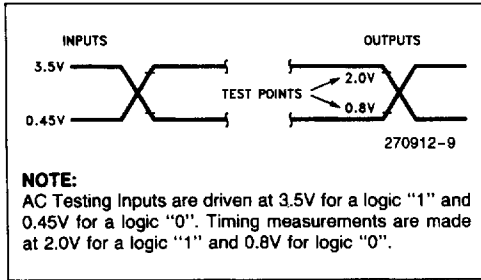 INPUTS
OUTPUTS
3.5V
2.0V
TEST POINTS
0.8V
0.45V
270912-9
NOTE:
AC Testing Inputs are driven at 3.5V for a logic "1" and
0.45V for a logic "0". Timing measurements are made
at 2.0V for a logic "1" and 0.8V for logic "0".